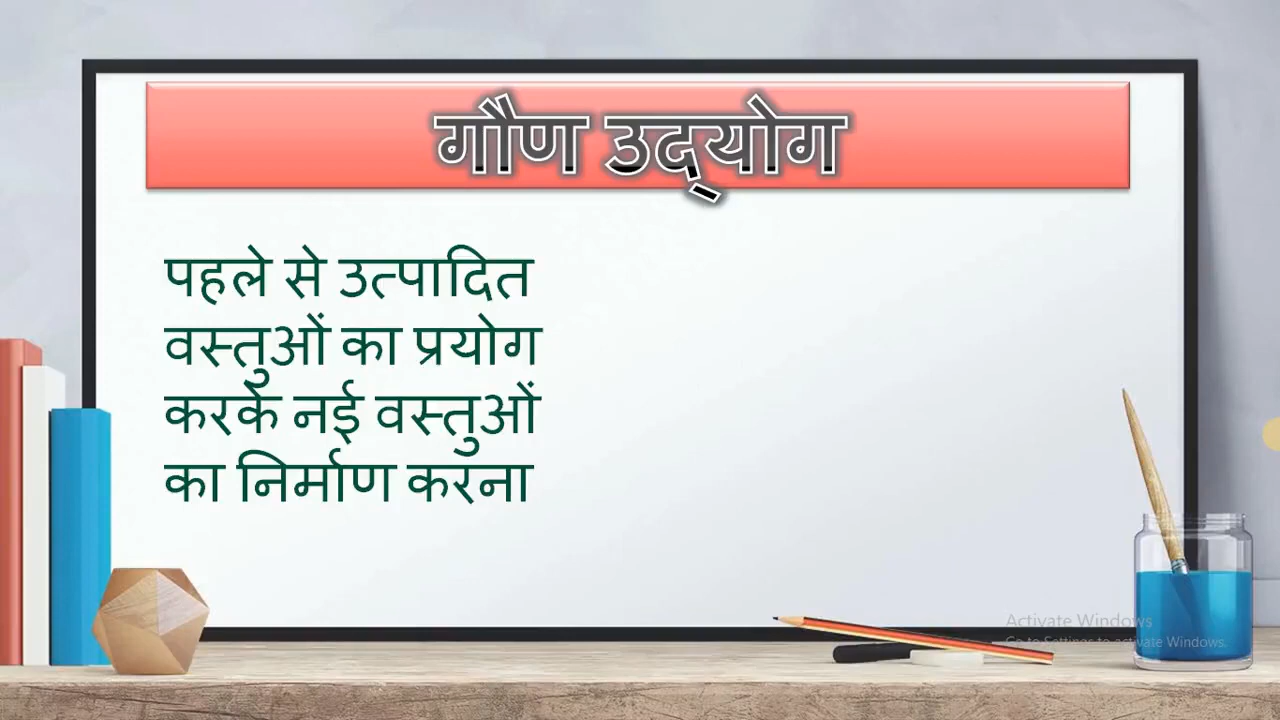 गौण उद्‌योग
पहले से उत्पादित
वस्तुओं का प्रयोग
करके नई वस्तुओं
का निर्माण करना
Activate Windows
Go to Settings to activate Windows.